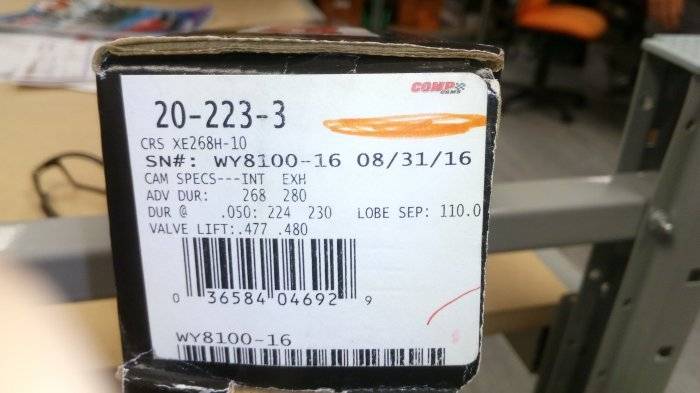 COMP
CAMS
20-223-3
CRS XE268H-10
SN#: WY8100-16 08/31/16
CAM SPECS---INT EXH
ADV DUR: 268 280
DUR @ .050: 224 230 LOBE SEP: 110.0
VALVE LIFT:.477 .480
0 36584 04692 9
WY8100-16